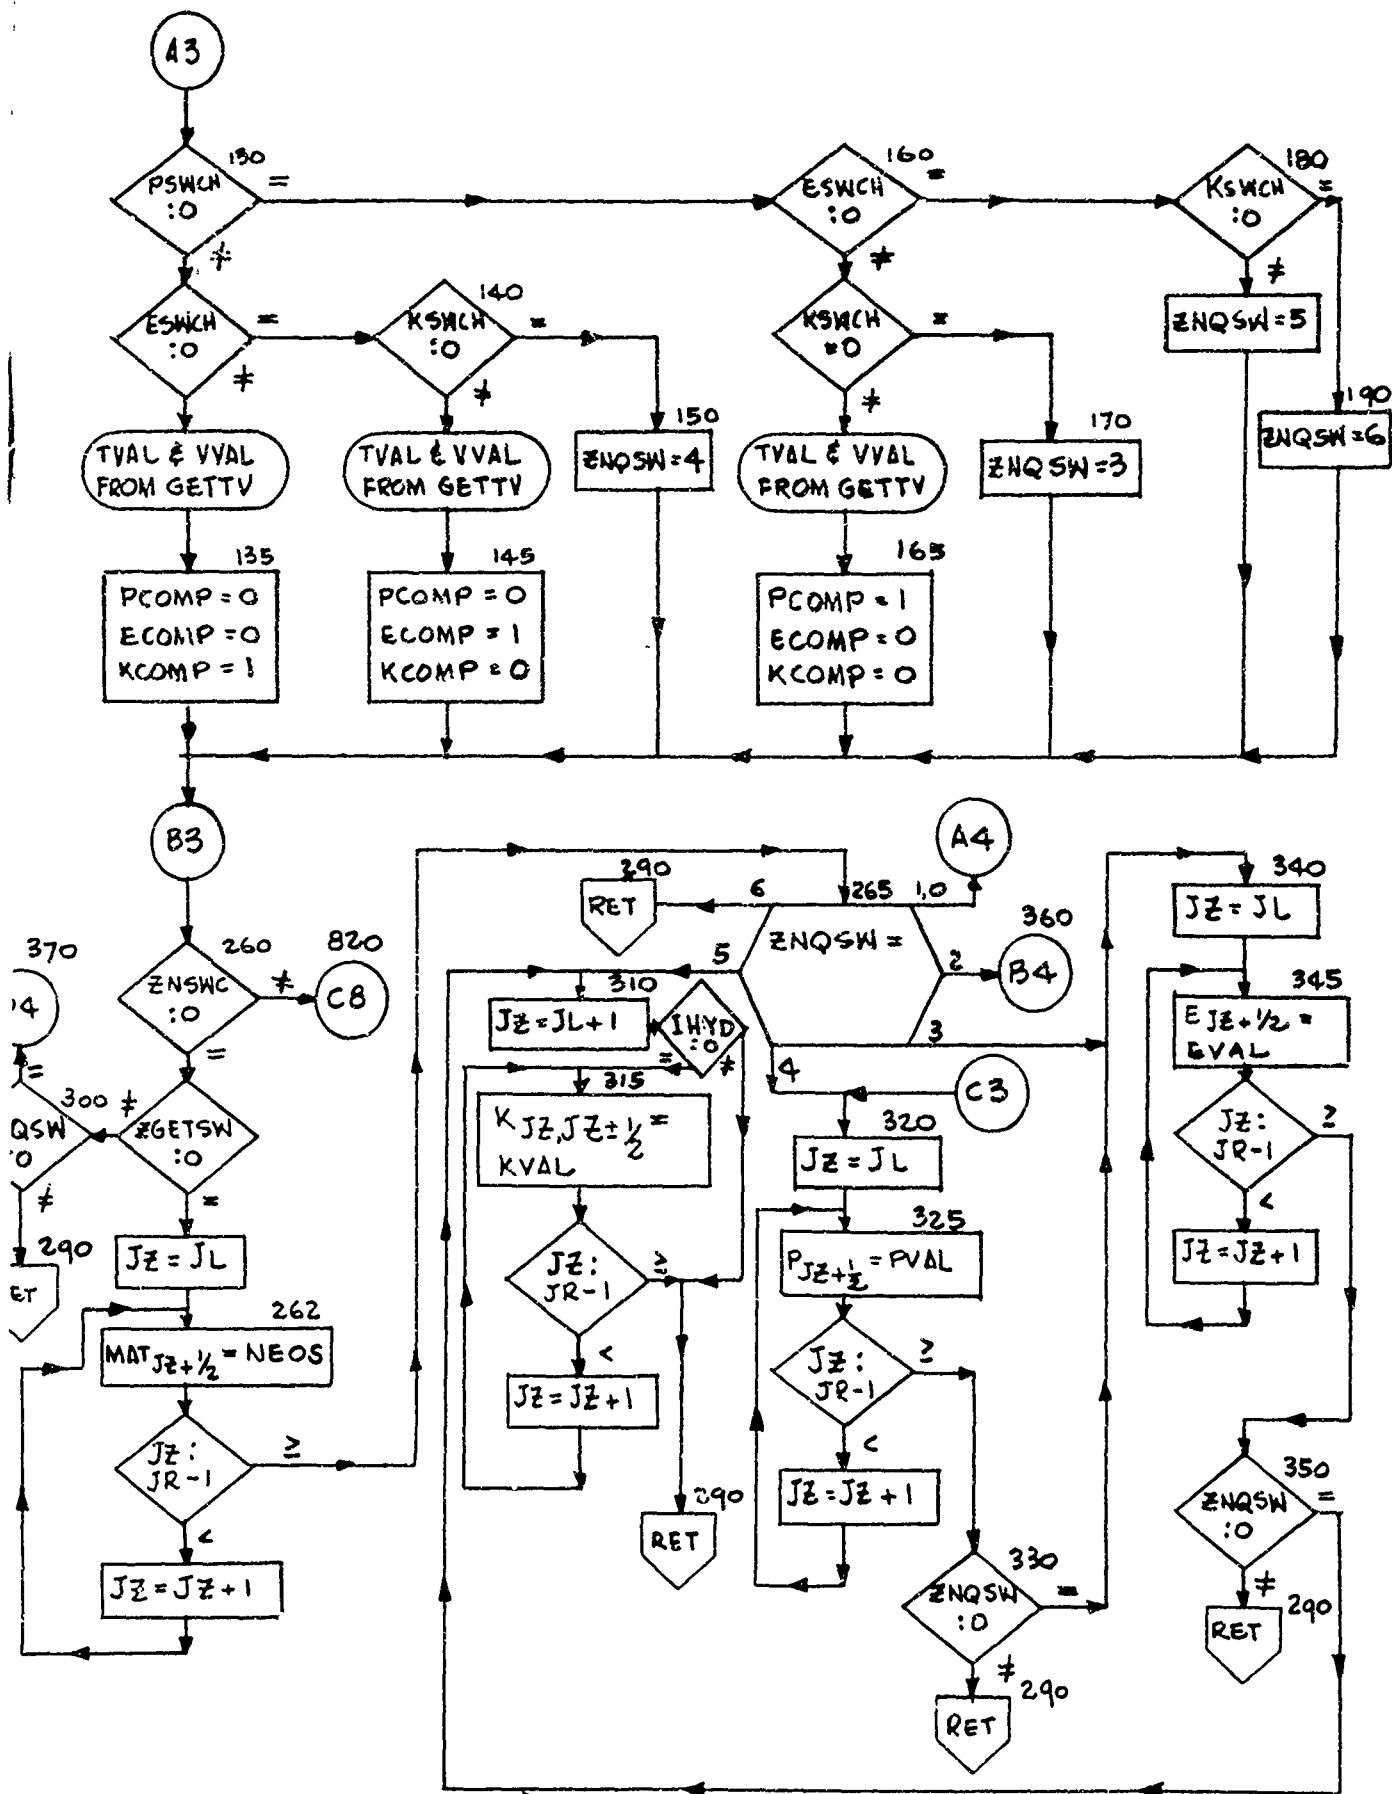 A3
130
PSWCH
:0
=
≠
160
ESWCH
:0
=
≠
180
KSWCH
:0
=
≠
ESWCH
:0
=
≠
140
KSWCH
:0
=
≠
KSWCH
=0
=
≠
ZNQSW=5
190
ZNQSW=6
150
ZNQSW=4
170
ZNQSW=3
TVAL & VVAL
FROM GETTV
TVAL & VVAL
FROM GETTV
TVAL & VVAL
FROM GETTV
135
PCOMP = 0
ECOMP = 0
KCOMP = 1
145
PCOMP = 0
ECOMP = 1
KCOMP = 0
165
PCOMP = 1
ECOMP = 0
KCOMP = 0
B3
260
ZNSWC
:0
≠
=
820
C8
370
04
=
300
QSW
:0
≠
≠
ZGETSW
:0
=
290
ET
JZ = JL
262
MAT JZ+1/2 = NEOS
JZ:
JR-1
≥
<
JZ = JZ+1
290
RET
6
265
1,0
A4
ZNQSW =
5
2
360
B4
3
4
310
JZ=JL+1
IHYD
:0
=
≠
315
K JZ,JZ±1/2 =
KVAL
JZ:
JR-1
≥
<
JZ=JZ+1
290
RET
C3
320
JZ=JL
325
P JZ+1/2 = PVAL
JZ:
JR-1
≥
<
JZ=JZ+1
330
ZNQSW
:0
=
≠
290
RET
340
JZ=JL
345
E JZ+1/2 =
EVAL
JZ:
JR-1
≥
<
JZ=JZ+1
350
ZNQSW
:0
=
≠
290
RET